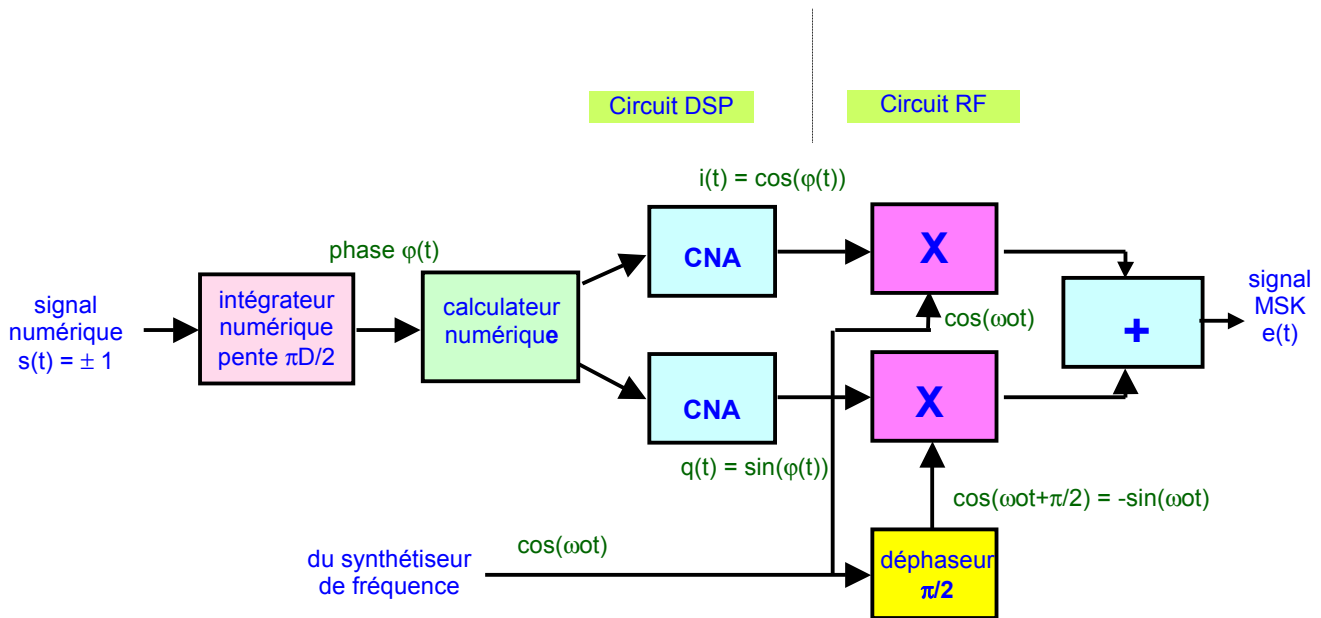 Circuit DSP
Circuit RF
i(t) = cos(φ(t))
phase φ(t)
CNA
X
signal
numérique
s(t) = ± 1
intégrateur
numérique
pente πD/2
calculateur
numérique
cos(ωot)
+
signal
MSK
e(t)
CNA
X
q(t) = sin(φ(t))
cos(ωot+π/2) = -sin(ωot)
cos(ωot)
du synthétiseur
de fréquence
déphaseur
π/2